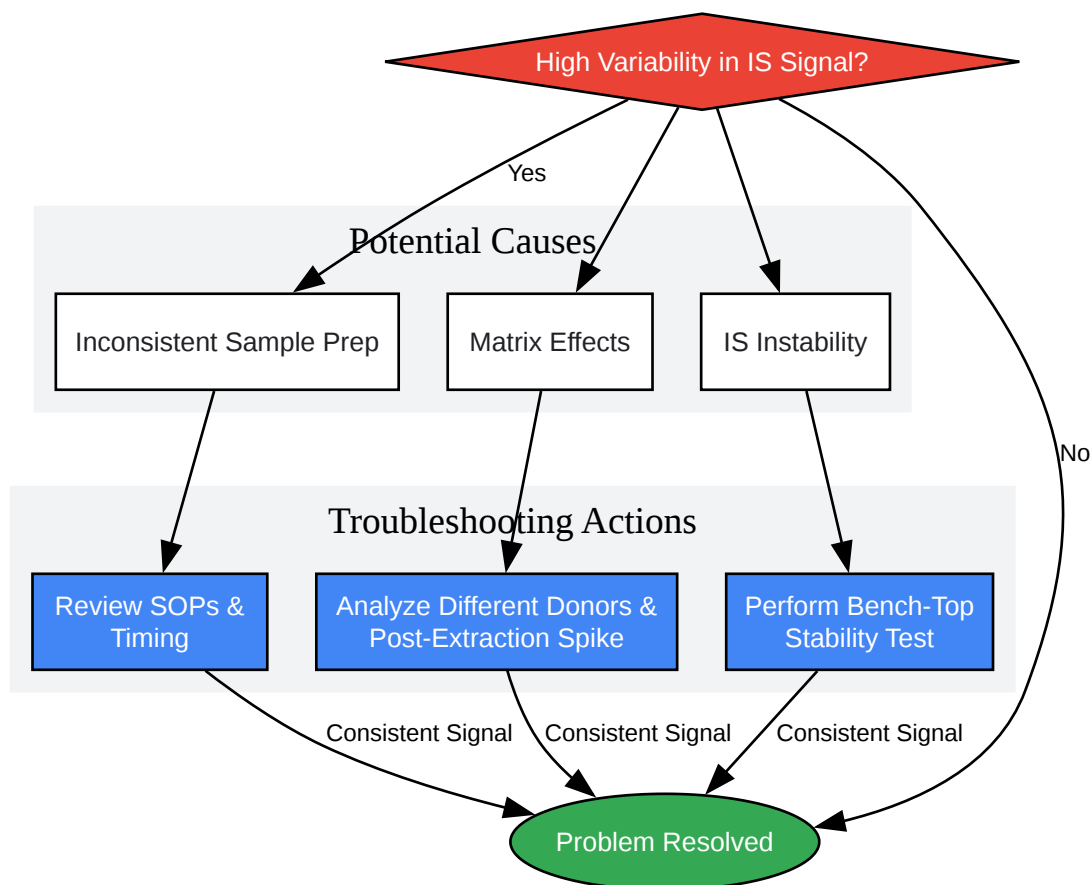 High Variability in IS Signal?
Yes
Potential Causes
Inconsistent Sample Prep
Matrix Effects
IS Instability
No
Troubleshooting Actions
Review SOPs &
Timing
Analyze Different Donors &
Post-Extraction Spike
Perform Bench-Top
Stability Test
Consistent Signal
Consistent Signal
Consistent Signal
Problem Resolved